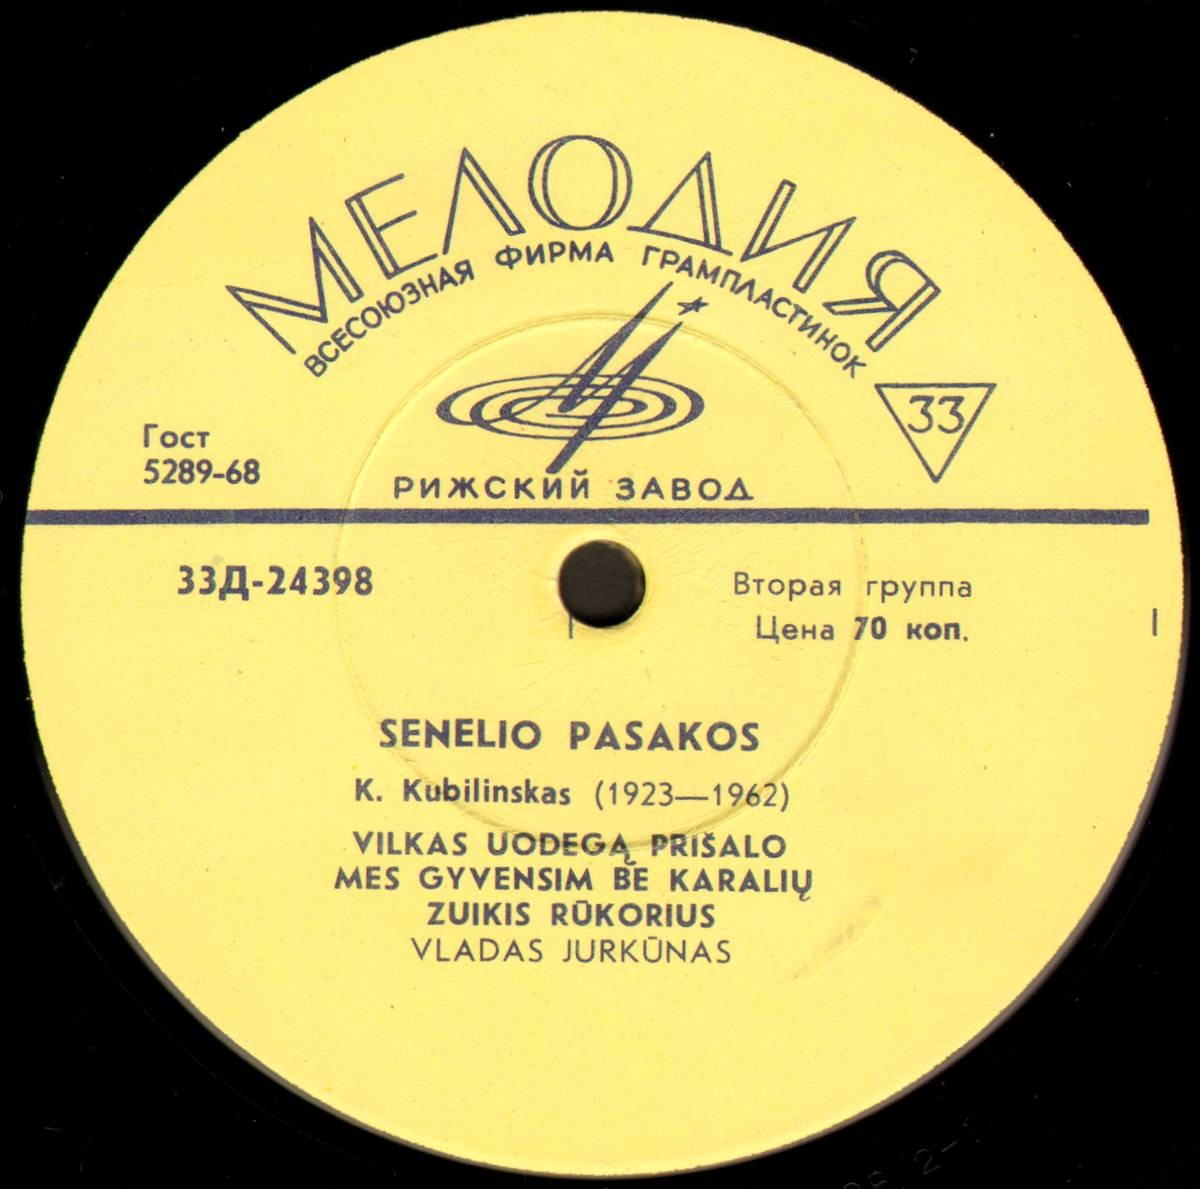 МЕЛОДИЯ
ВСЕСОЮЗНАЯ ФИРМА ГРАМПЛАСТИНОК
33
Гост
5289-68
РИЖСКИЙ ЗАВОД
33Д-24398
Вторая группа
Цена 70 коп.
SENELIO PASAKOS
K. Kubilinskas (1923—1962)
VILKAS UODEGĄ PRIŠALO
MES GYVENSIM BE KARALIŲ
ZUIKIS RŪKORIUS
VLADAS JURKŪNAS